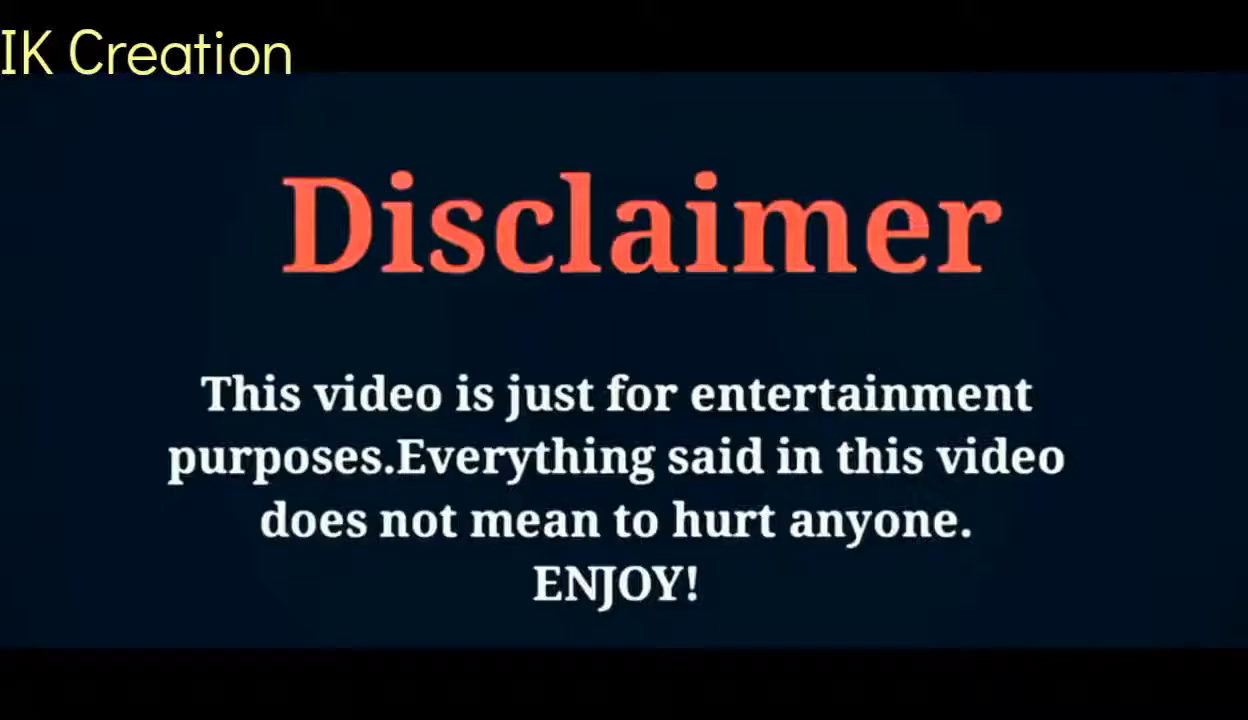 IK Creation
Disclaimer
This video is just for entertainment
purposes.Everything said in this video
does not mean to hurt anyone.
ENJOY!